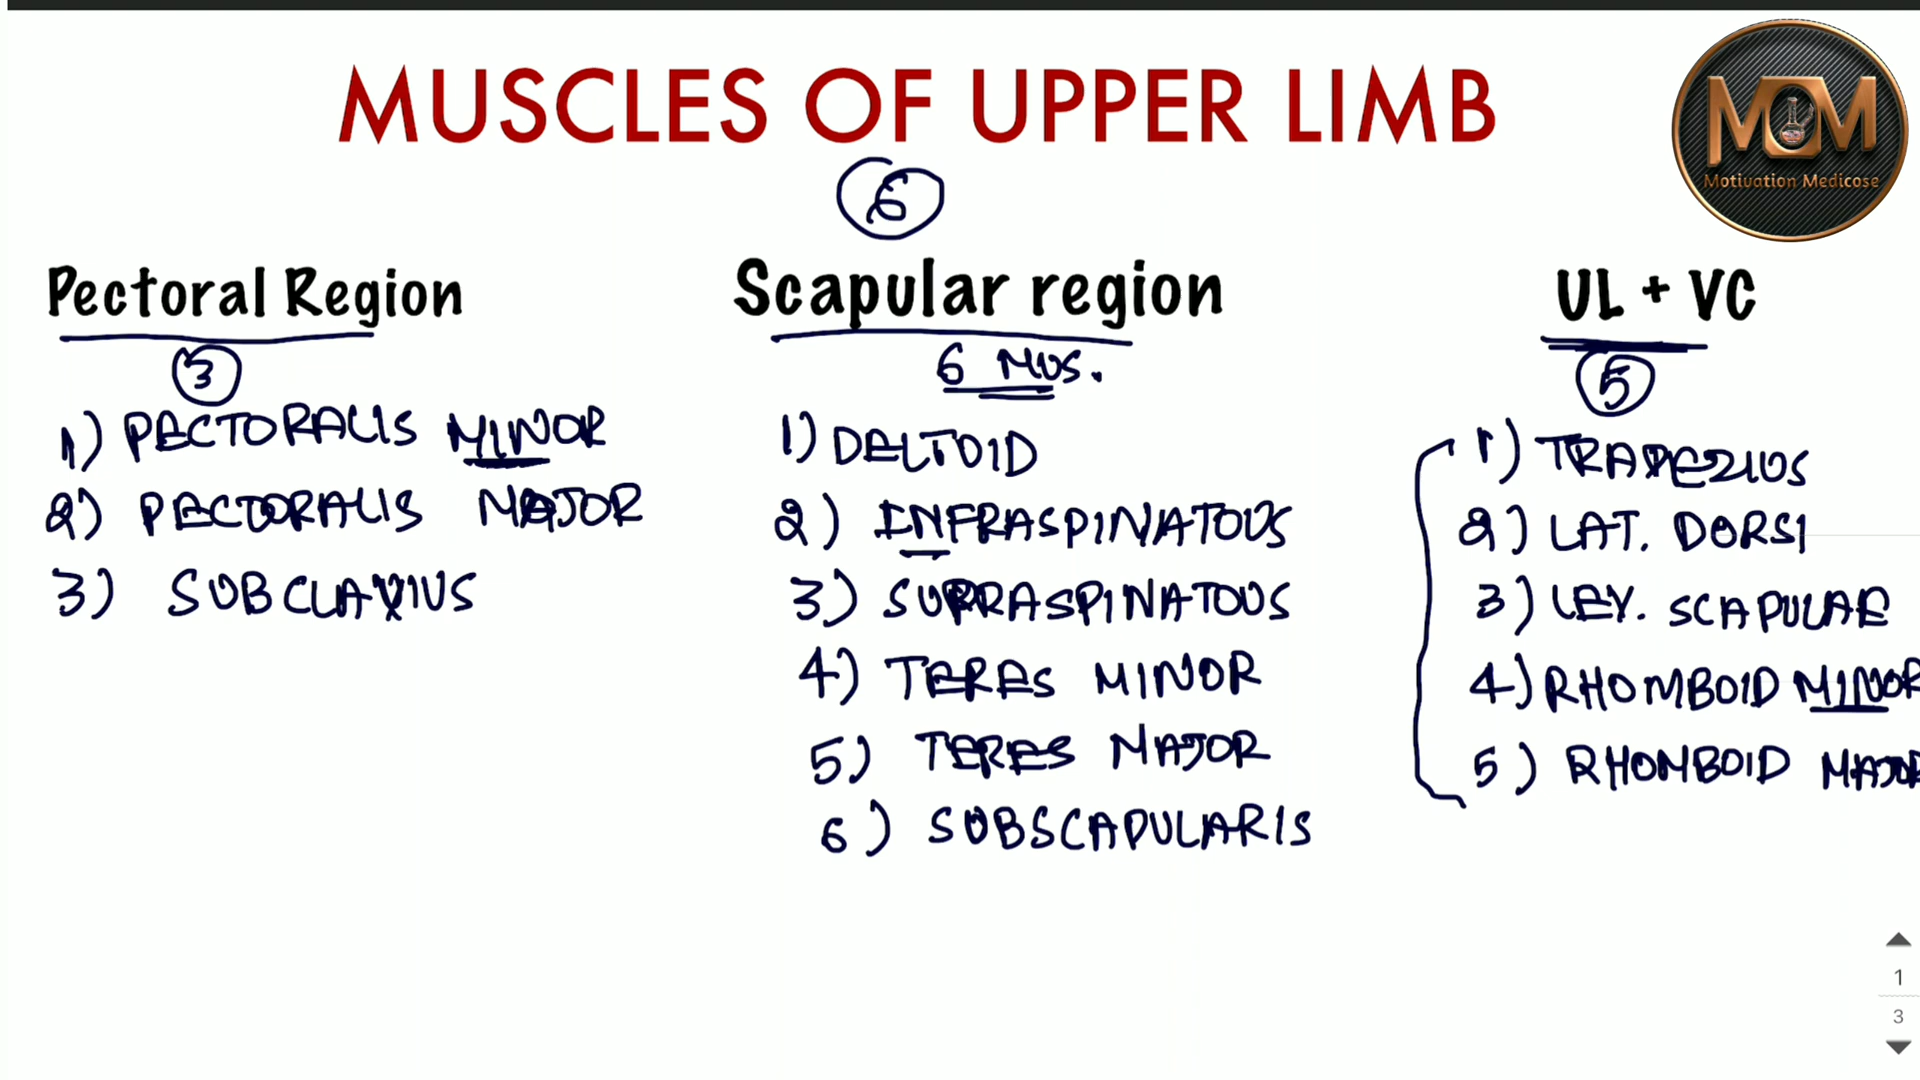 MUSCLES OF UPPER LIMB
MOM
Motivation Medicose
6
Pectoral Region
3
1) PECTORALIS MINOR
2) PECTORALIS MAJOR
3) SUBCLAVIUS
Scapular region
6 MUS.
1) DELTOID
2) INFRASPINATOUS
3) SUPRASPINATOUS
4) TERES MINOR
5) TERES MAJOR
6) SUBSCAPULARIS
UL + VC
5
1) TRAPEZIUS
2) LAT. DORSI
3) LEV. SCAPULAE
4) RHOMBOID MINOR
5) RHOMBOID MAJOR
1
3